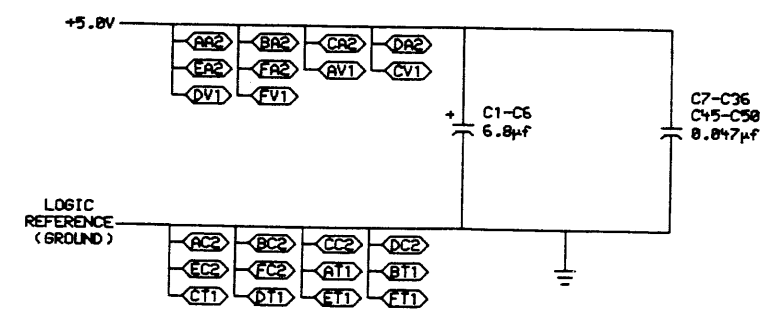 +5.0V
AA2 BA2 CA2 DA2
EA2 FA2 AV1 CV1
DV1 FV1
+ C1-C6
6.8µf
C7-C36
C45-C50
0.047µf
LOGIC
REFERENCE
(GROUND)
AC2 BC2 CC2 DC2
EC2 FC2 AT1 BT1
CT1 DT1 ET1 FT1